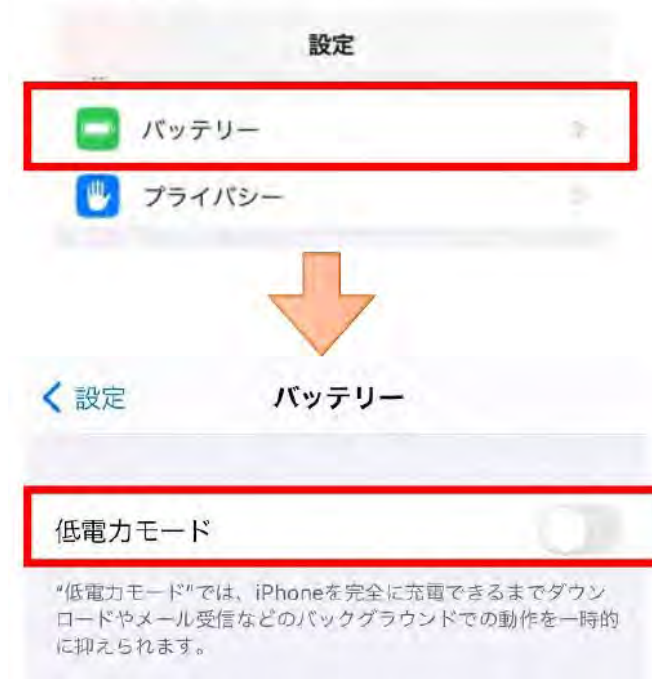 設定
バッテリー
プライバシー
設定
バッテリー
低電力モード
“低電力モード”では、iPhoneを完全に充電できるまでダウン
ロードやメール受信などのバックグラウンドでの動作を一時的
に抑えられます。